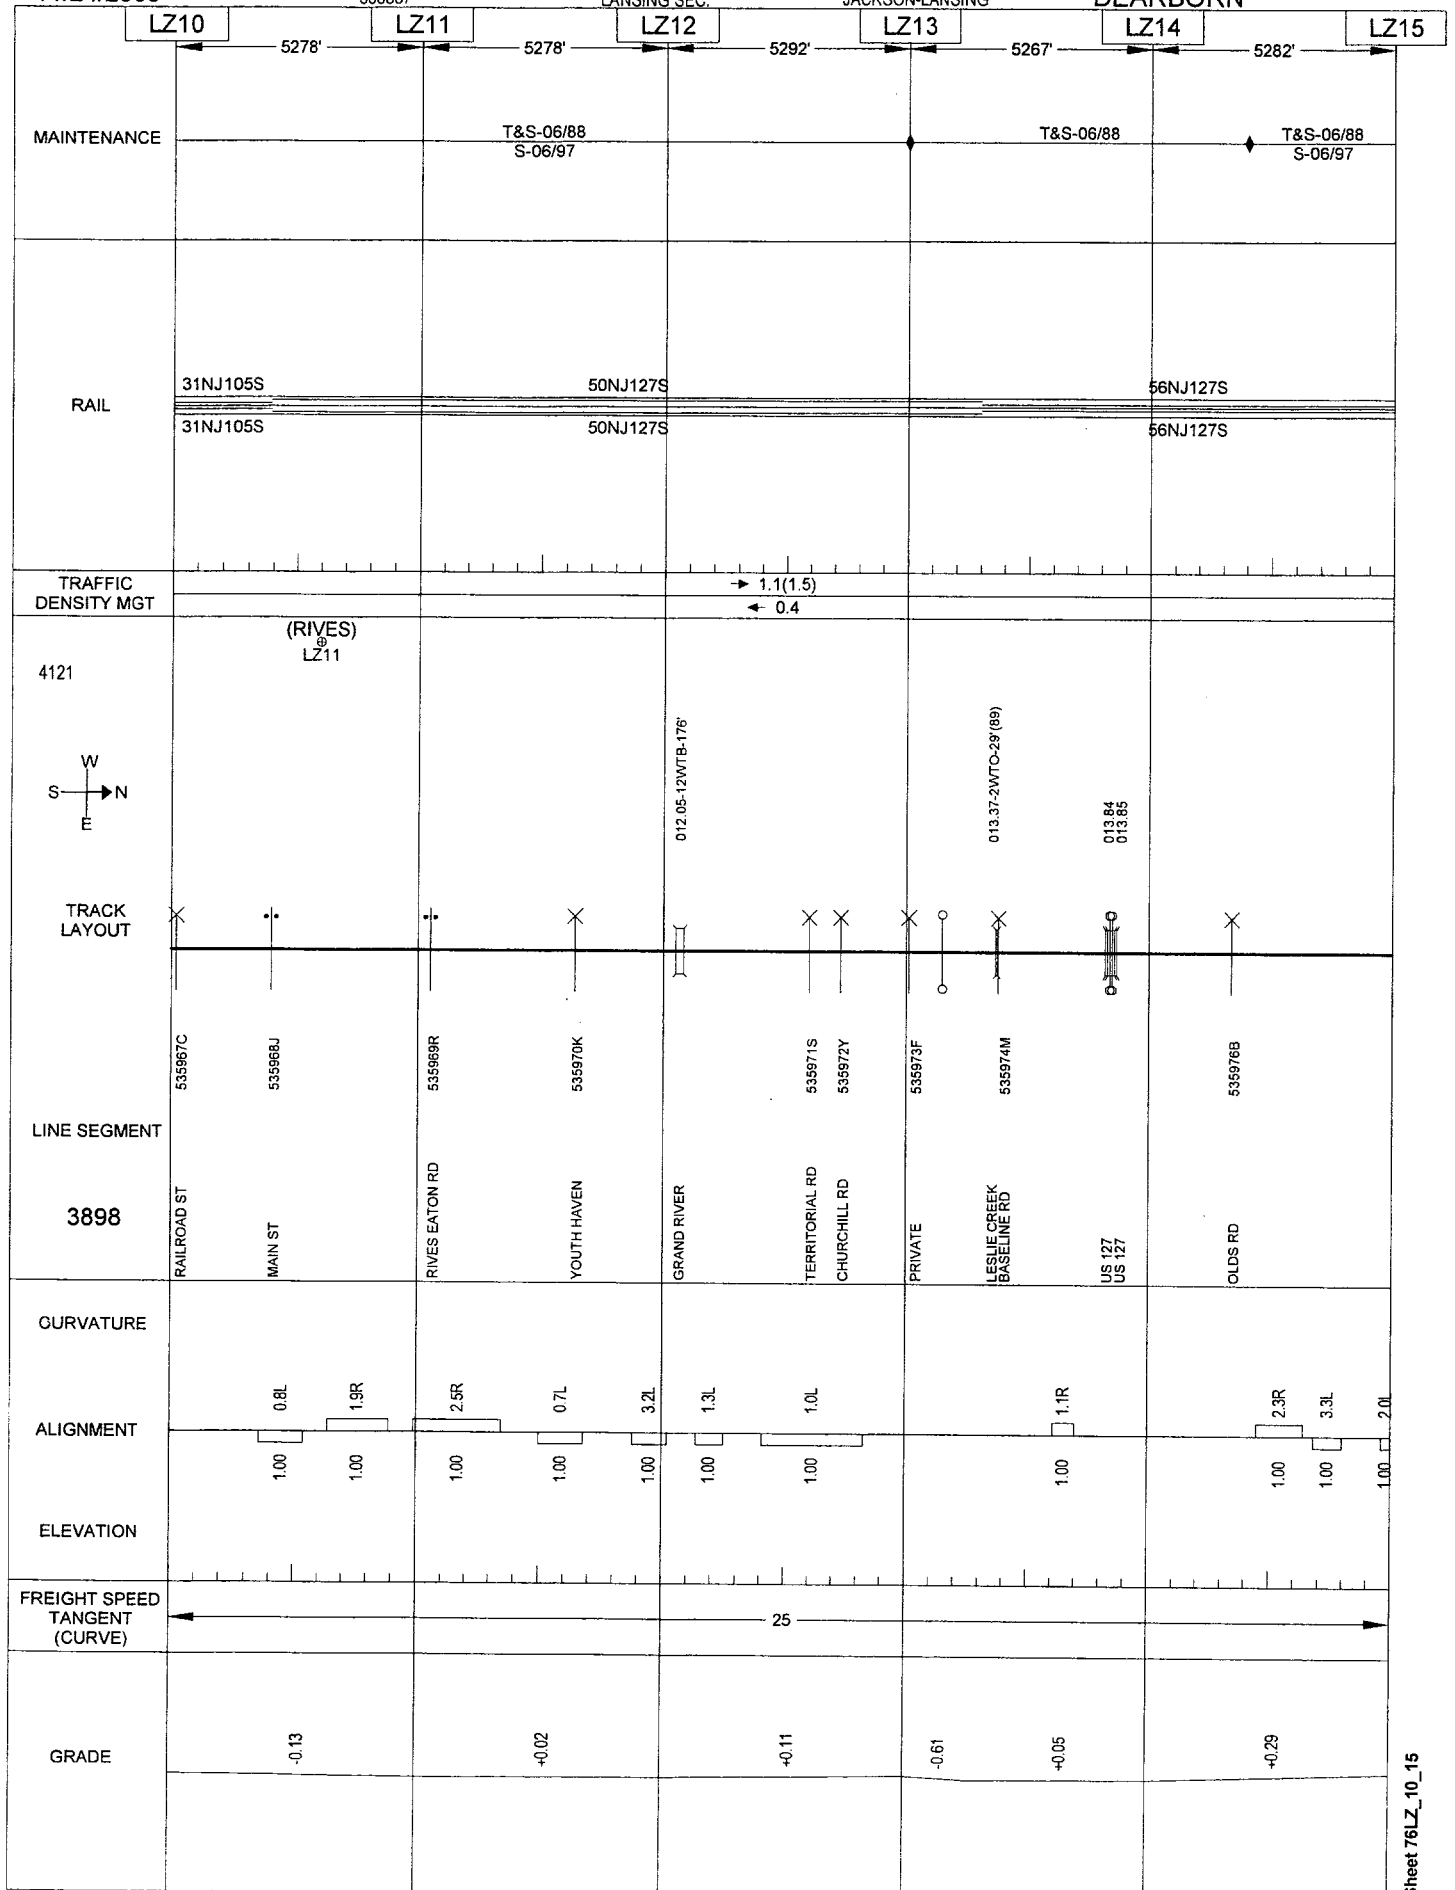 LANSING SEC.
JACKSON-LANSING
DEARBORN
LZ10 LZ11 LZ12 LZ13 LZ14 LZ15
5278' 5278' 5292' 5267' 5282'
MAINTENANCE
T&S-06/88 T&S-06/88 T&S-06/88
S-06/97 S-06/97
31NJ105S 50NJ127S 56NJ127S
RAIL
31NJ105S 50NJ127S 56NJ127S
TRAFFIC
DENSITY MGT
→ 1.1(1.5)
← 0.4
(RIVES)
LZ11
4121
W
S N
E
012.05-12WTB-176'
013.37-2WTO-29'(89)
013.84
013.85
TRACK
LAYOUT
535967C
535968J
535969R
535970K
535971S
535972Y
535973F
535974M
535976B
LINE SEGMENT
3898
RAILROAD ST
MAIN ST
RIVES EATON RD
YOUTH HAVEN
GRAND RIVER
TERRITORIAL RD
CHURCHILL RD
PRIVATE
LESLIE CREEK
BASELINE RD
US 127
US 127
OLDS RD
CURVATURE
0.8L 1.9R 2.5R 0.7L 3.2L 1.3L 1.0L 1.1R 2.3R 3.3L 2.0L
ALIGNMENT
1.00 1.00 1.00 1.00 1.00 1.00 1.00 1.00 1.00 1.00 1.00
ELEVATION
FREIGHT SPEED
TANGENT
(CURVE)
25
GRADE
-0.13 +0.02 +0.11 -0.61 +0.05 +0.29
Sheet 76LZ_10_15